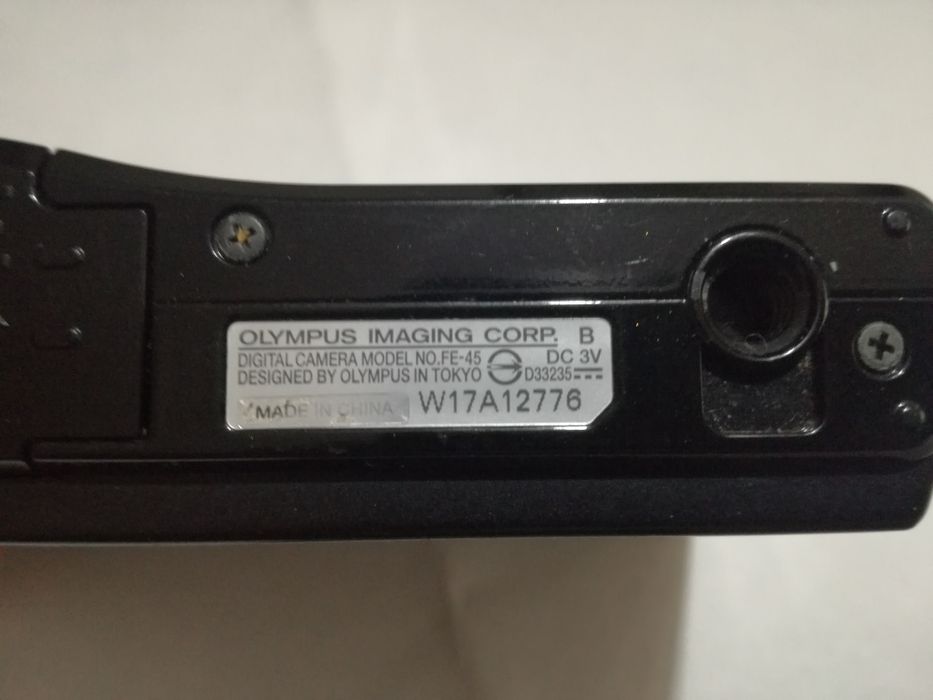 OLYMPUS IMAGING CORP. B
DIGITAL CAMERA MODEL NO.FE-45 DC 3V
DESIGNED BY OLYMPUS IN TOKYO D33235
MADE IN CHINA W17A12776